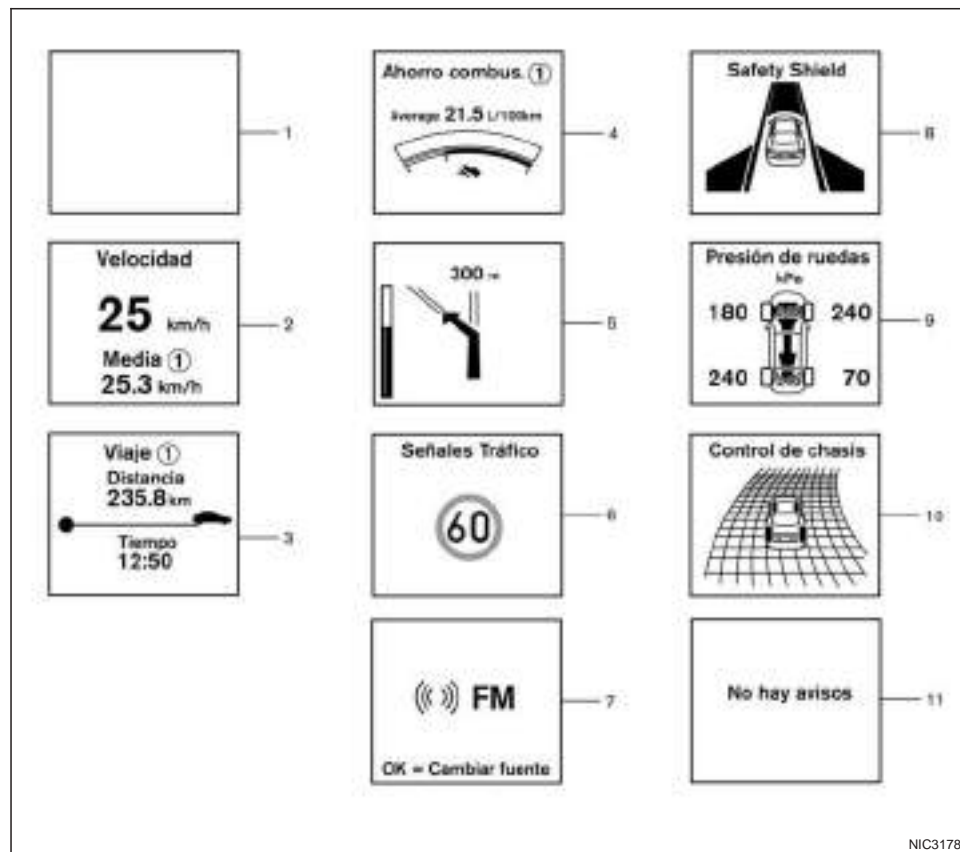 1
Velocidad
25 km/h
Media ①
25.3 km/h
2
Viaje ①
Distancia
235.8 km
Tiempo
12:50
3
Ahorro combus. ①
Average 21.5 L/100km
4
300 m
5
Señales Tráfico
60
6
FM
OK = Cambiar fuente
7
Safety Shield
8
Presión de ruedas
kPa
180 240
240 70
9
Control de chasis
10
No hay avisos
11
NIC3178